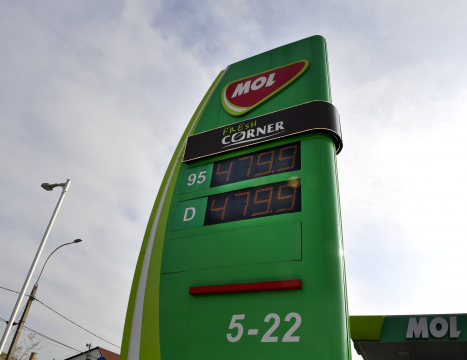 MOL
FRESH
CORNER
95 479.9
D 479.9
5-22
MOL